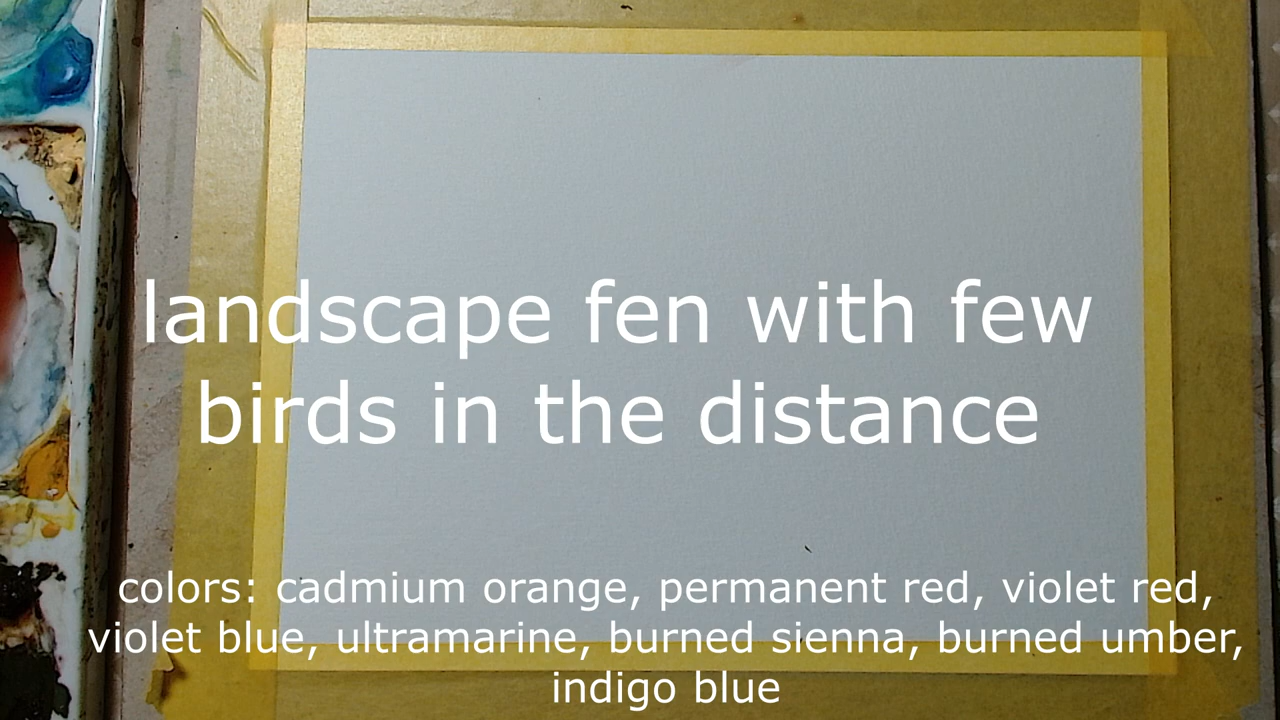 landscape fen with few
birds in the distance
colors: cadmium orange, permanent red, violet red,
violet blue, ultramarine, burned sienna, burned umber,
indigo blue